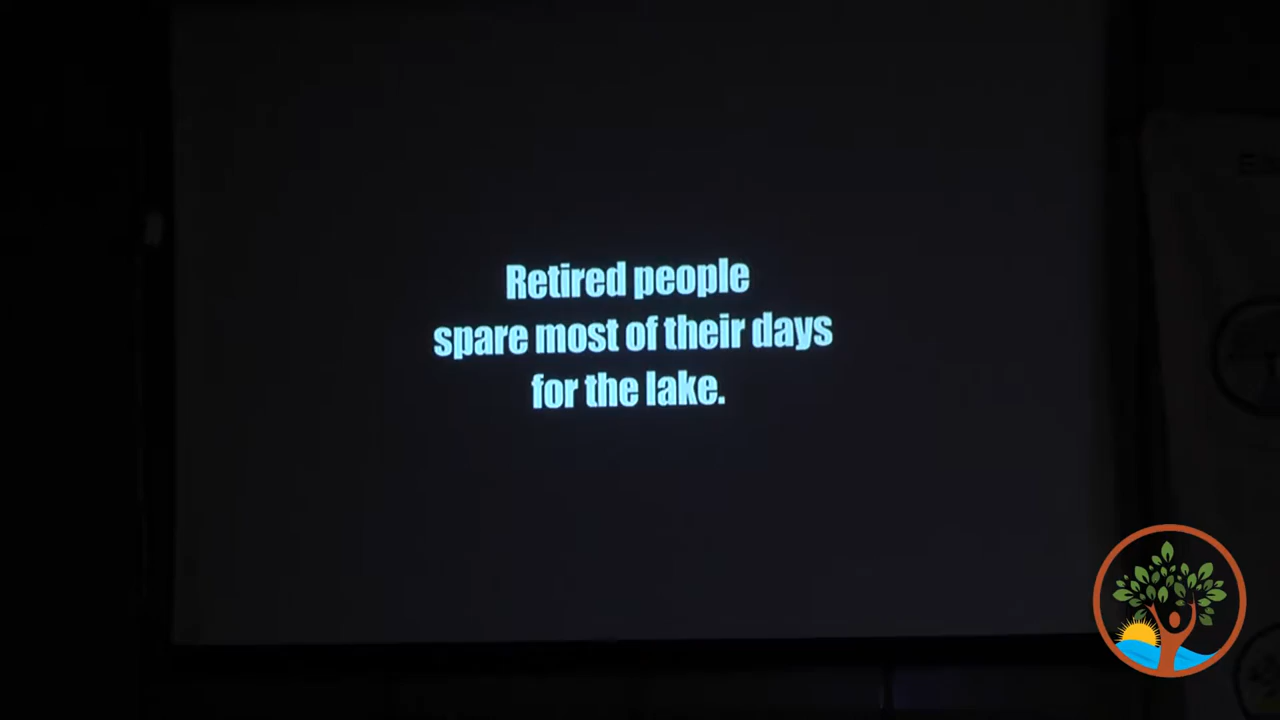 Retired people
spare most of their days
for the lake.